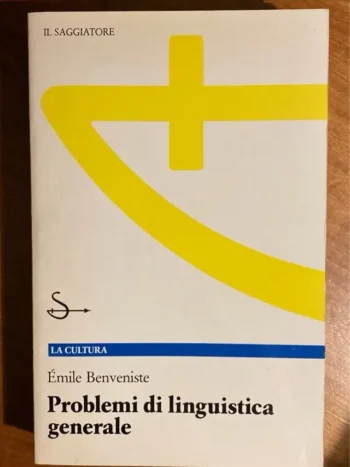 IL SAGGIATORE
LA CULTURA
Émile Benveniste
Problemi di linguistica
generale